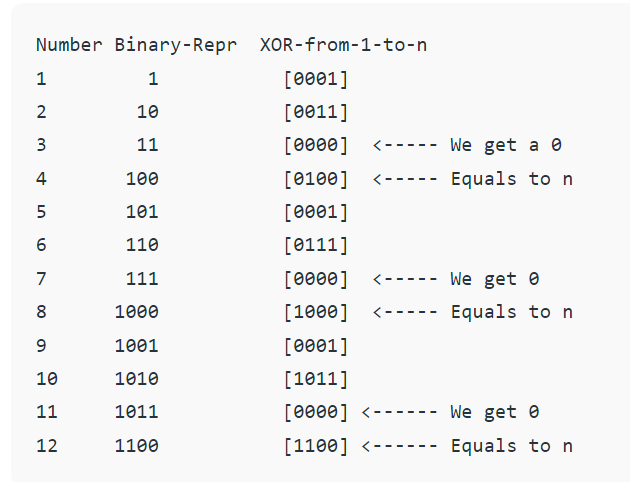 Number Binary-Repr  XOR-from-1-to-n
1         1           [0001]
2        10           [0011]
3        11           [0000]  <----- We get a 0
4       100           [0100]  <----- Equals to n
5       101           [0001]
6       110           [0111]
7       111           [0000]  <----- We get 0
8      1000           [1000]  <----- Equals to n
9      1001           [0001]
10     1010           [1011]
11     1011           [0000] <------ We get 0
12     1100           [1100] <------ Equals to n